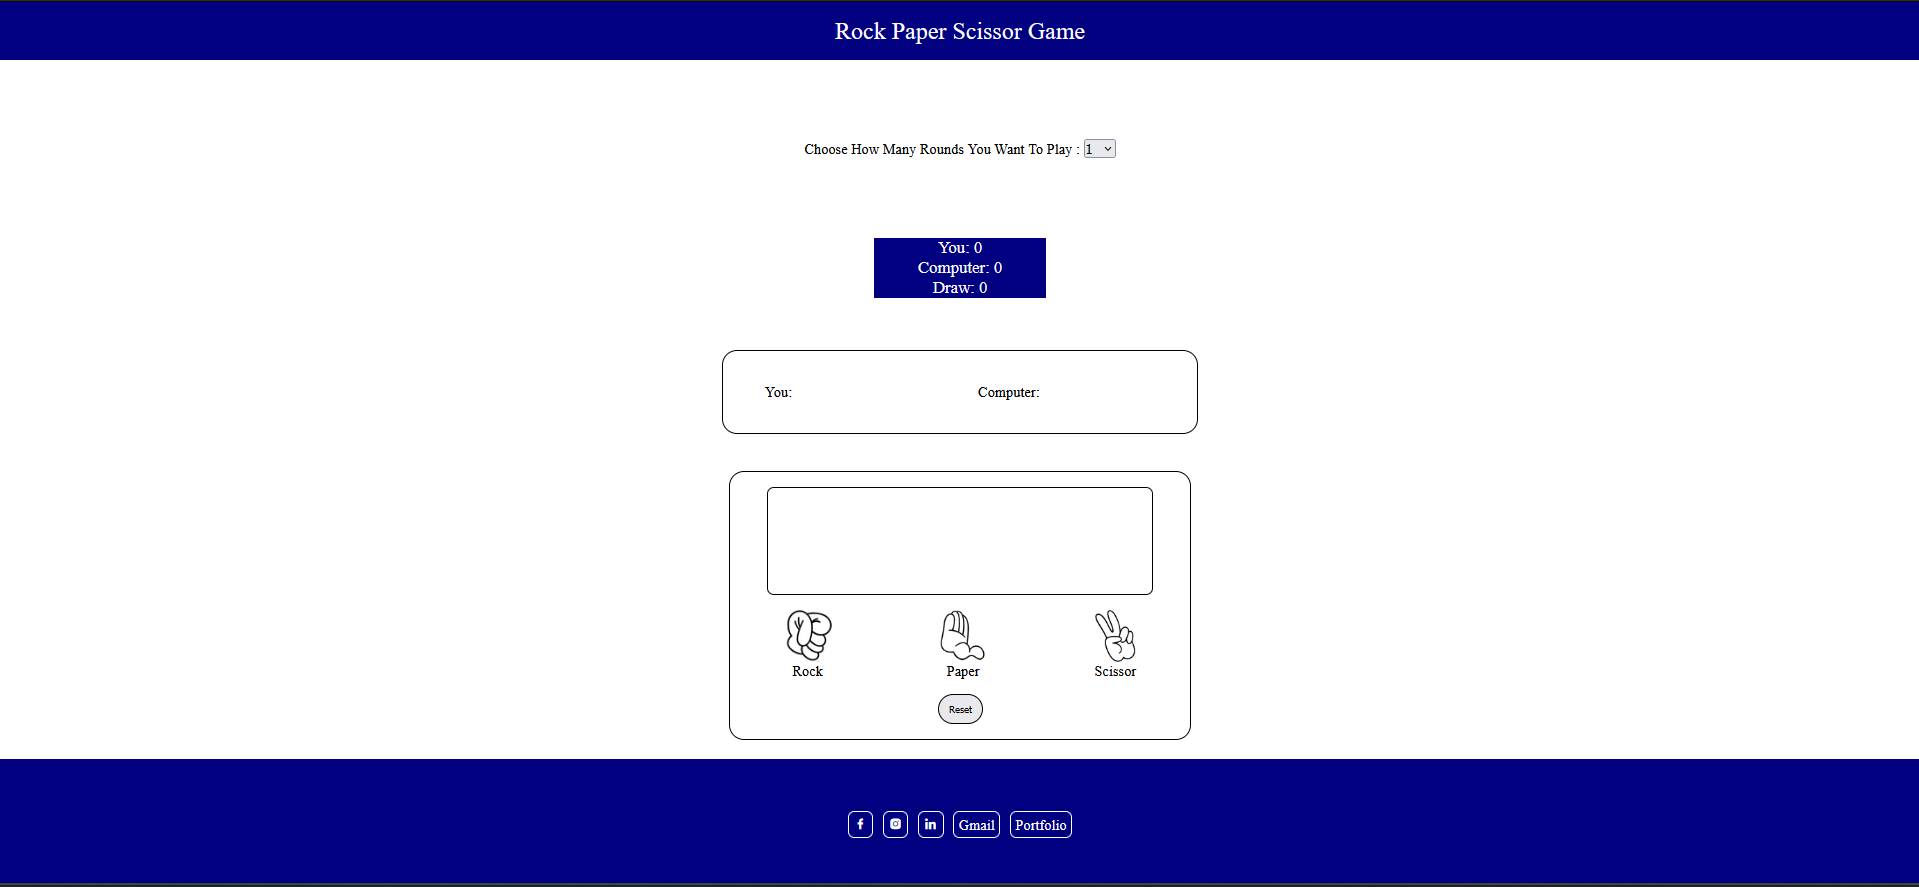 Rock Paper Scissor Game
Choose How Many Rounds You Want To Play : 1
You: 0
Computer: 0
Draw: 0
You: Computer:
Rock Paper Scissor
Reset
Gmail Portfolio